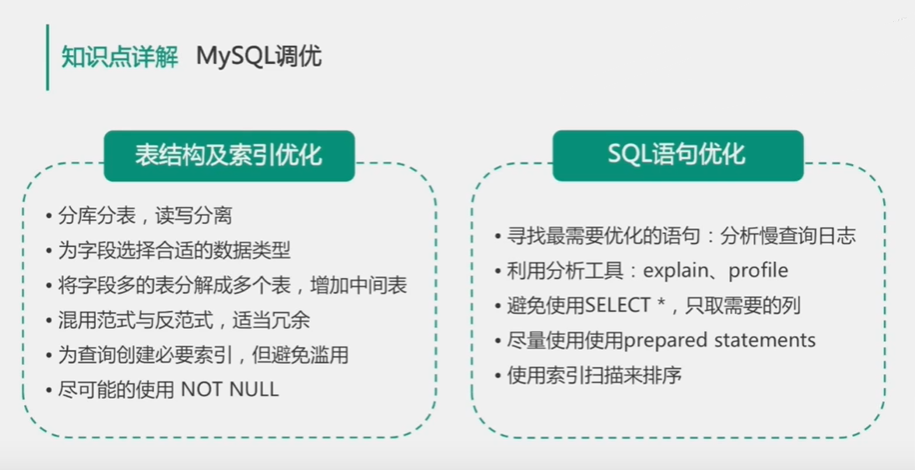 知识点详解 MySQL调优
表结构及索引优化
• 分库分表，读写分离
• 为字段选择合适的数据类型
• 将字段多的表分解成多个表，增加中间表
• 混用范式与反范式，适当冗余
• 为查询创建必要索引，但避免滥用
• 尽可能的使用 NOT NULL
SQL语句优化
• 寻找最需要优化的语句：分析慢查询日志
• 利用分析工具：explain、profile
• 避免使用SELECT *，只取需要的列
• 尽量使用使用prepared statements
• 使用索引扫描来排序